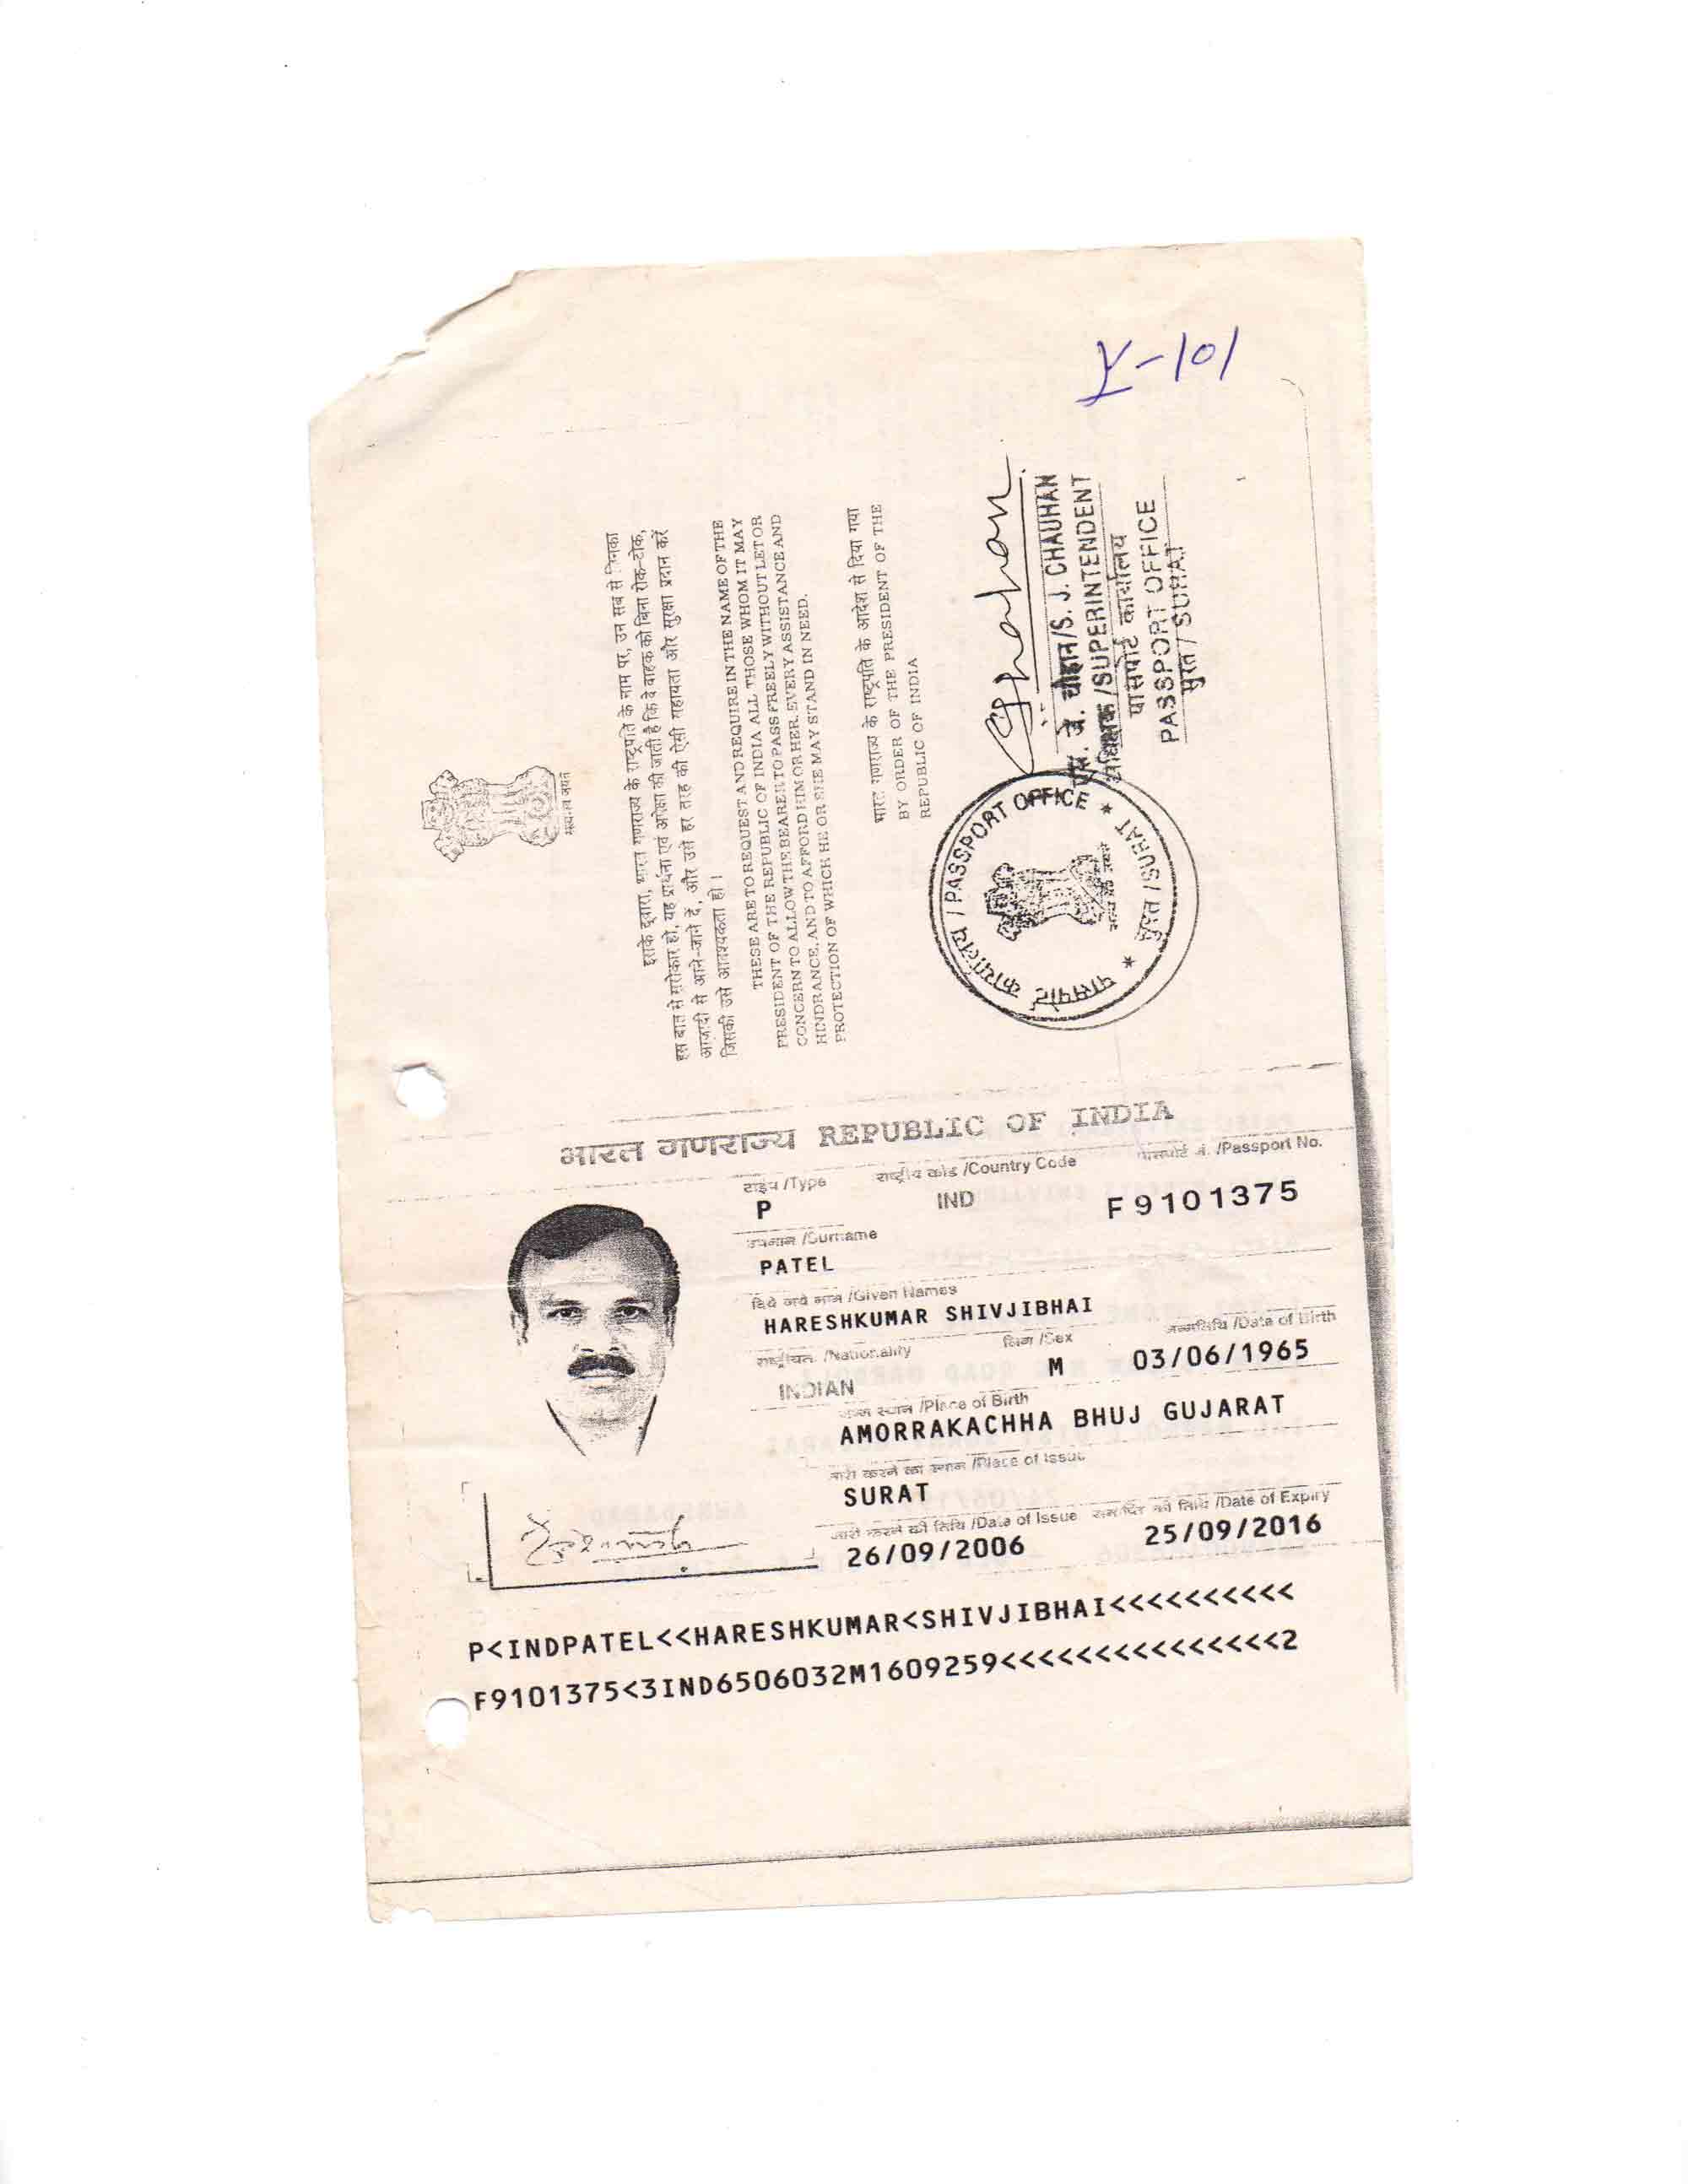 Y-101
सत्यमेव जयते
इसके द्वारा, भारत गणराज्य के राष्ट्रपति के नाम पर, उन सब से जिनका
इस बात से सरोकार हो, यह प्रार्थना एवं अपेक्षा की जाती है कि वे वाहक को बिना रोक-टोक,
आज़ादी से आने-जाने दें, और उसे हर तरह की ऐसी सहायता और सुरक्षा प्रदान करें
जिसकी उसे आवश्यकता हो ।
THESE ARE TO REQUEST AND REQUIRE IN THE NAME OF THE
PRESIDENT OF THE REPUBLIC OF INDIA ALL THOSE WHOM IT MAY
CONCERN TO ALLOW THE BEARER TO PASS FREELY WITHOUT LET OR
HINDRANCE, AND TO AFFORD HIM OR HER, EVERY ASSISTANCE AND
PROTECTION OF WHICH HE OR SHE MAY STAND IN NEED.
भारत गणराज्य के राष्ट्रपति के आदेश से दिया गया
BY ORDER OF THE PRESIDENT OF THE
REPUBLIC OF INDIA
एस. जे. चौहान/S. J. CHAUHAN
अधीक्षक /SUPERINTENDENT
पासपोर्ट कार्यालय
PASSPORT OFFICE
सुरत / SURAT
पासपोर्ट कार्यालय / PASSPORT OFFICE * सुरत / SURAT *
सत्यमेव जयते
भारत गणराज्य REPUBLIC OF INDIA
टाइप /Type राष्ट्रीय कोड /Country Code पासपोर्ट नं. /Passport No.
P IND F9101375
उपनाम /Surname
PATEL
दिये गये नाम /Given Names
HARESHKUMAR SHIVJIBHAI
राष्ट्रीयता /Nationality लिंग /Sex जन्मतिथि /Date of Birth
INDIAN M 03/06/1965
जन्म स्थान /Place of Birth
AMORRAKACHHA BHUJ GUJARAT
जारी करने का स्थान /Place of Issue
SURAT
जारी करने की तिथि /Date of Issue समाप्ति की तिथि /Date of Expiry
26/09/2006 25/09/2016
P<INDPATEL<<HARESHKUMAR<SHIVJIBHAI<<<<<<<<<<
F9101375<3IND6506032M1609259<<<<<<<<<<<<<<<2